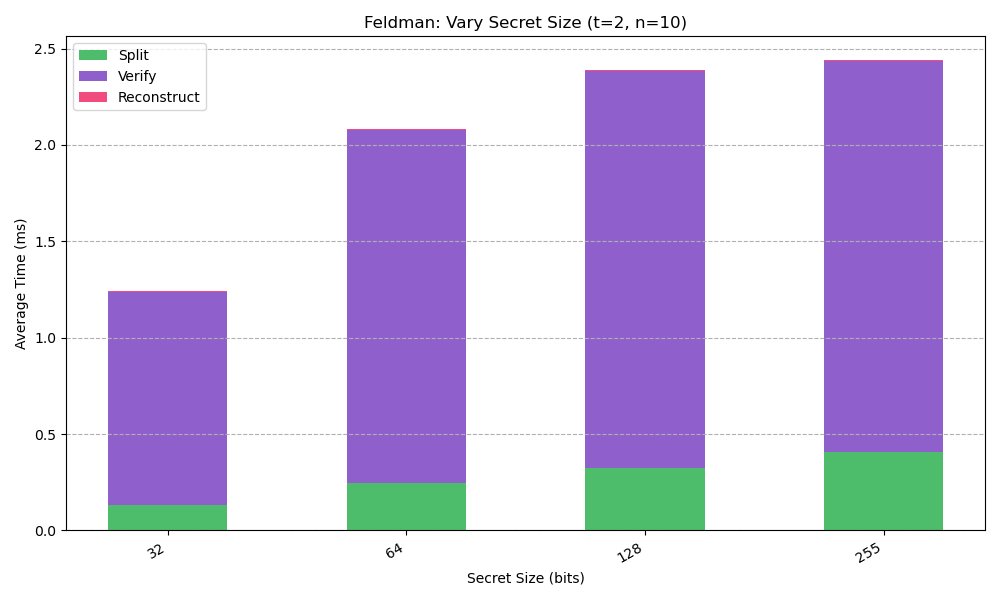 Feldman: Vary Secret Size (t=2, n=10)
Split
Verify
Reconstruct
Average Time (ms)
2.5
2.0
1.5
1.0
0.5
0.0
32
64
128
255
Secret Size (bits)